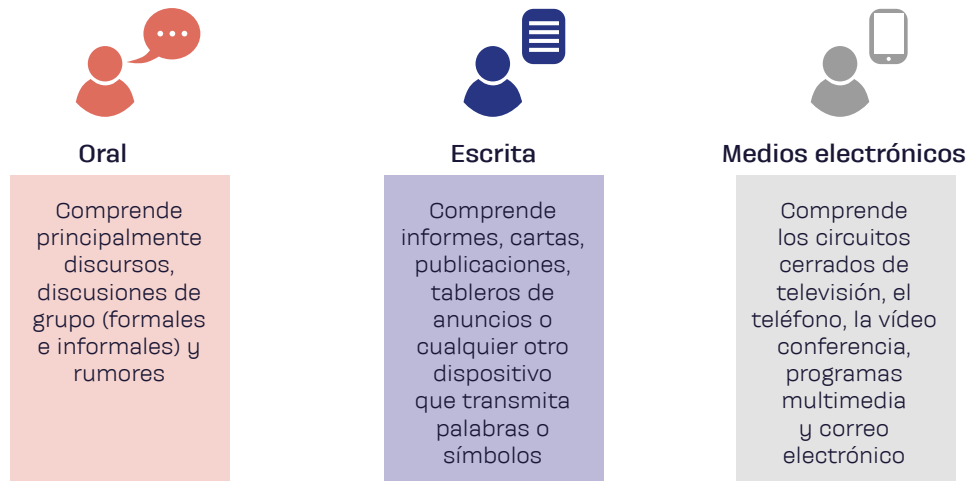 Oral
Comprende
principalmente
discursos,
discusiones de
grupo (formales
e informales) y
rumores
Escrita
Comprende
informes, cartas,
publicaciones,
tableros de
anuncios o
cualquier otro
dispositivo
que transmita
palabras o
símbolos
Medios electrónicos
Comprende
los circuitos
cerrados de
televisión, el
teléfono, la vídeo
conferencia,
programas
multimedia
y correo
electrónico